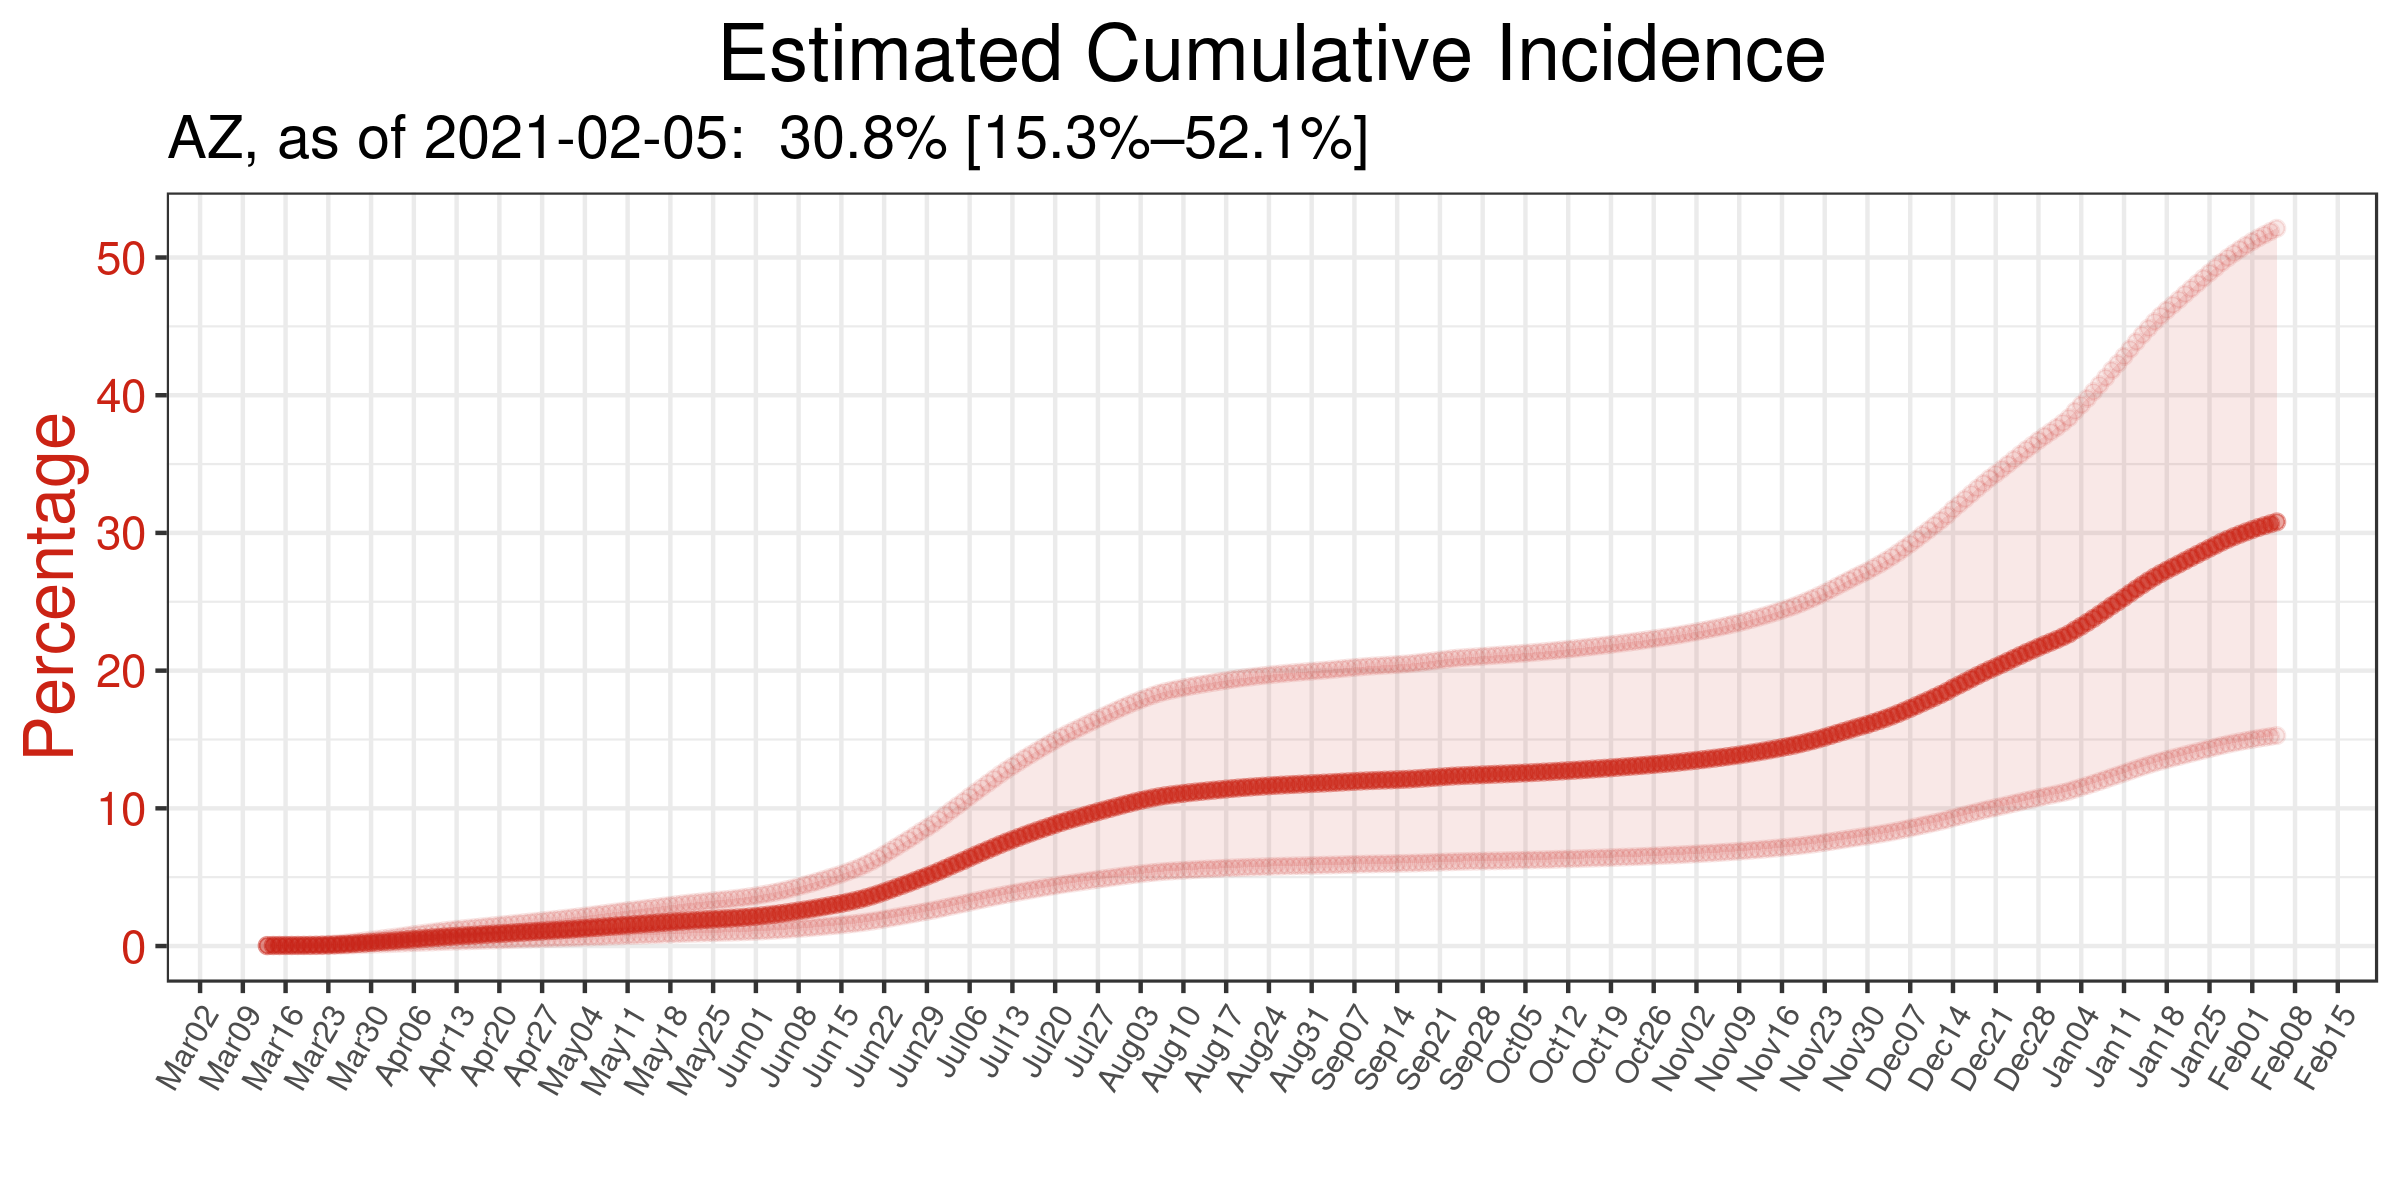 Estimated Cumulative Incidence
AZ, as of 2021-02-05:  30.8% [15.3%–52.1%]
Percentage
50
40
30
20
10
0
Mar02
Mar09
Mar16
Mar23
Mar30
Apr06
Apr13
Apr20
Apr27
May04
May11
May18
May25
Jun01
Jun08
Jun15
Jun22
Jun29
Jul06
Jul13
Jul20
Jul27
Aug03
Aug10
Aug17
Aug24
Aug31
Sep07
Sep14
Sep21
Sep28
Oct05
Oct12
Oct19
Oct26
Nov02
Nov09
Nov16
Nov23
Nov30
Dec07
Dec14
Dec21
Dec28
Jan04
Jan11
Jan18
Jan25
Feb01
Feb08
Feb15